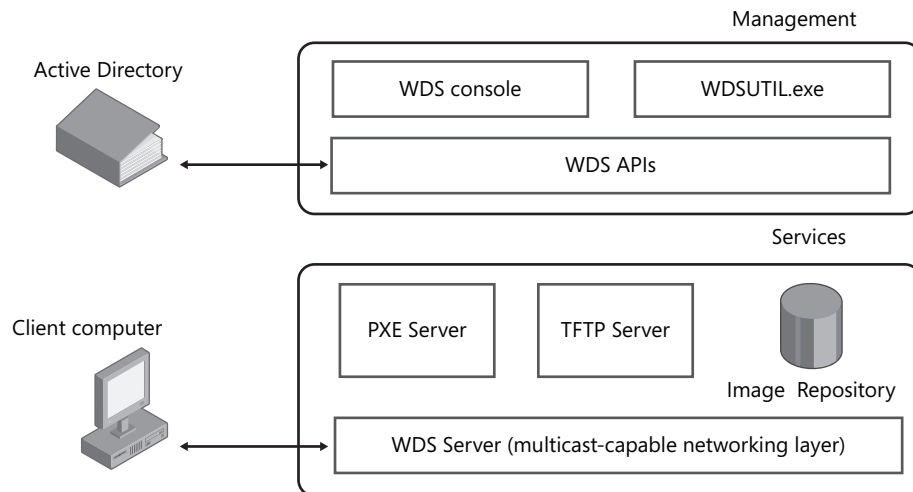 Management
Active Directory
WDS console
WDSUTIL.exe
WDS APIs
Services
Client computer
PXE Server
TFTP Server
Image Repository
WDS Server (multicast-capable networking layer)